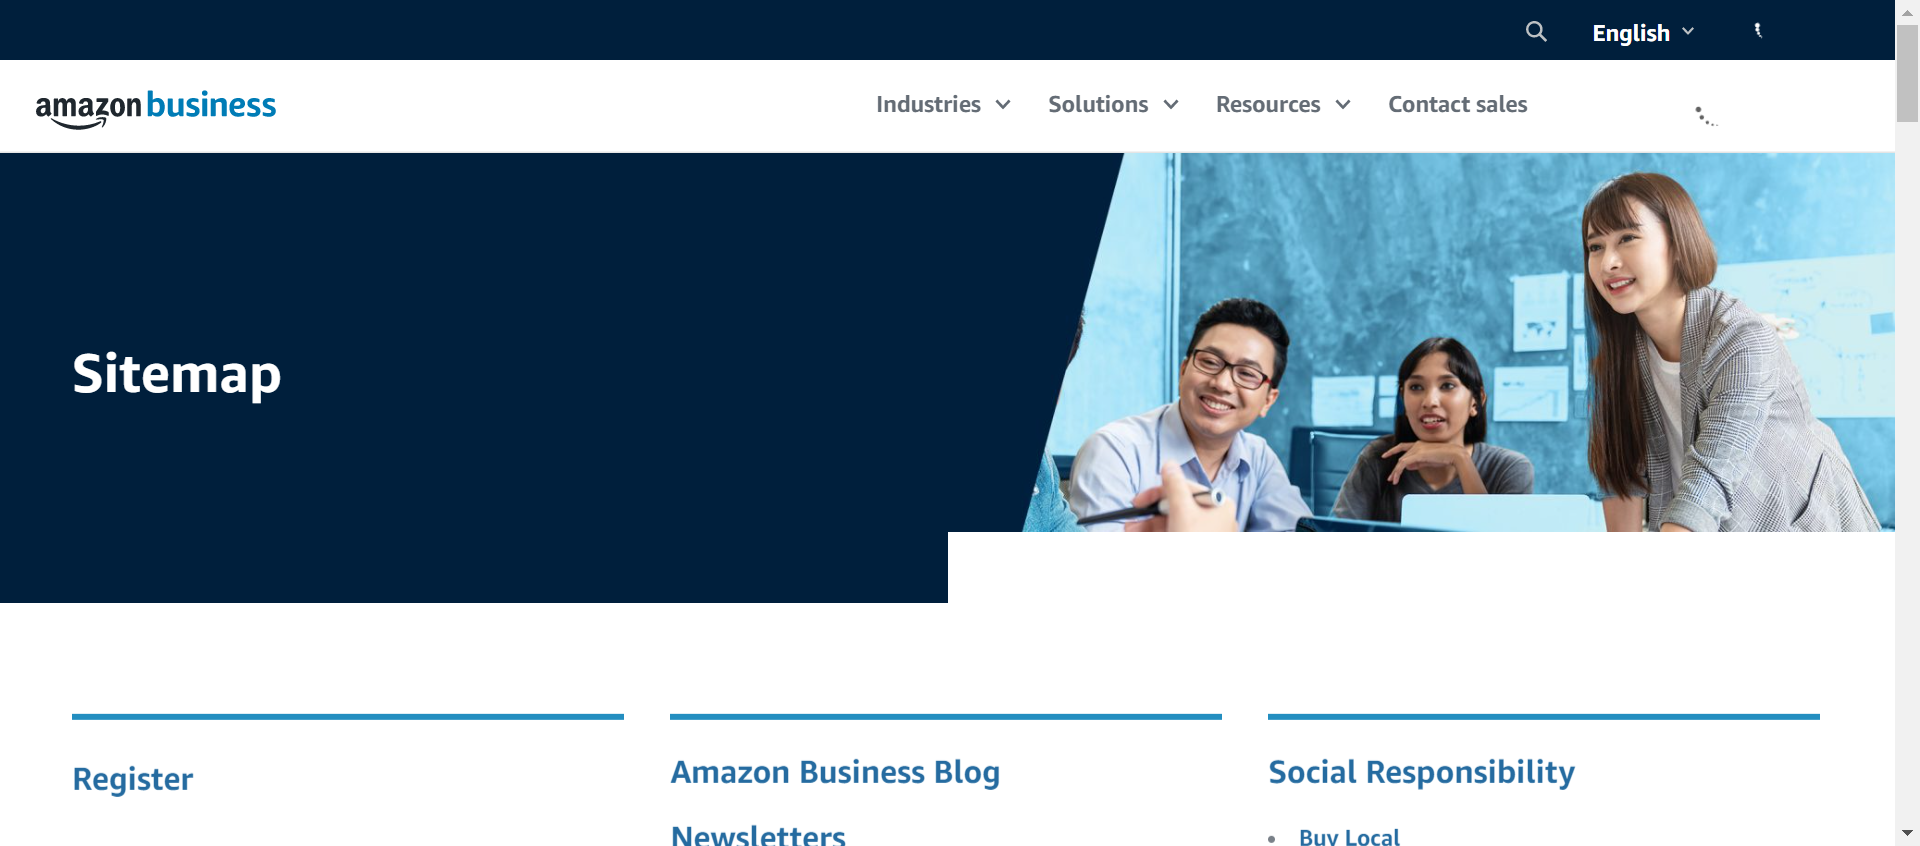 English
amazon business
Industries
Solutions
Resources
Contact sales
Sitemap
Register
Amazon Business Blog
Social Responsibility
Newsletters
Buy Local